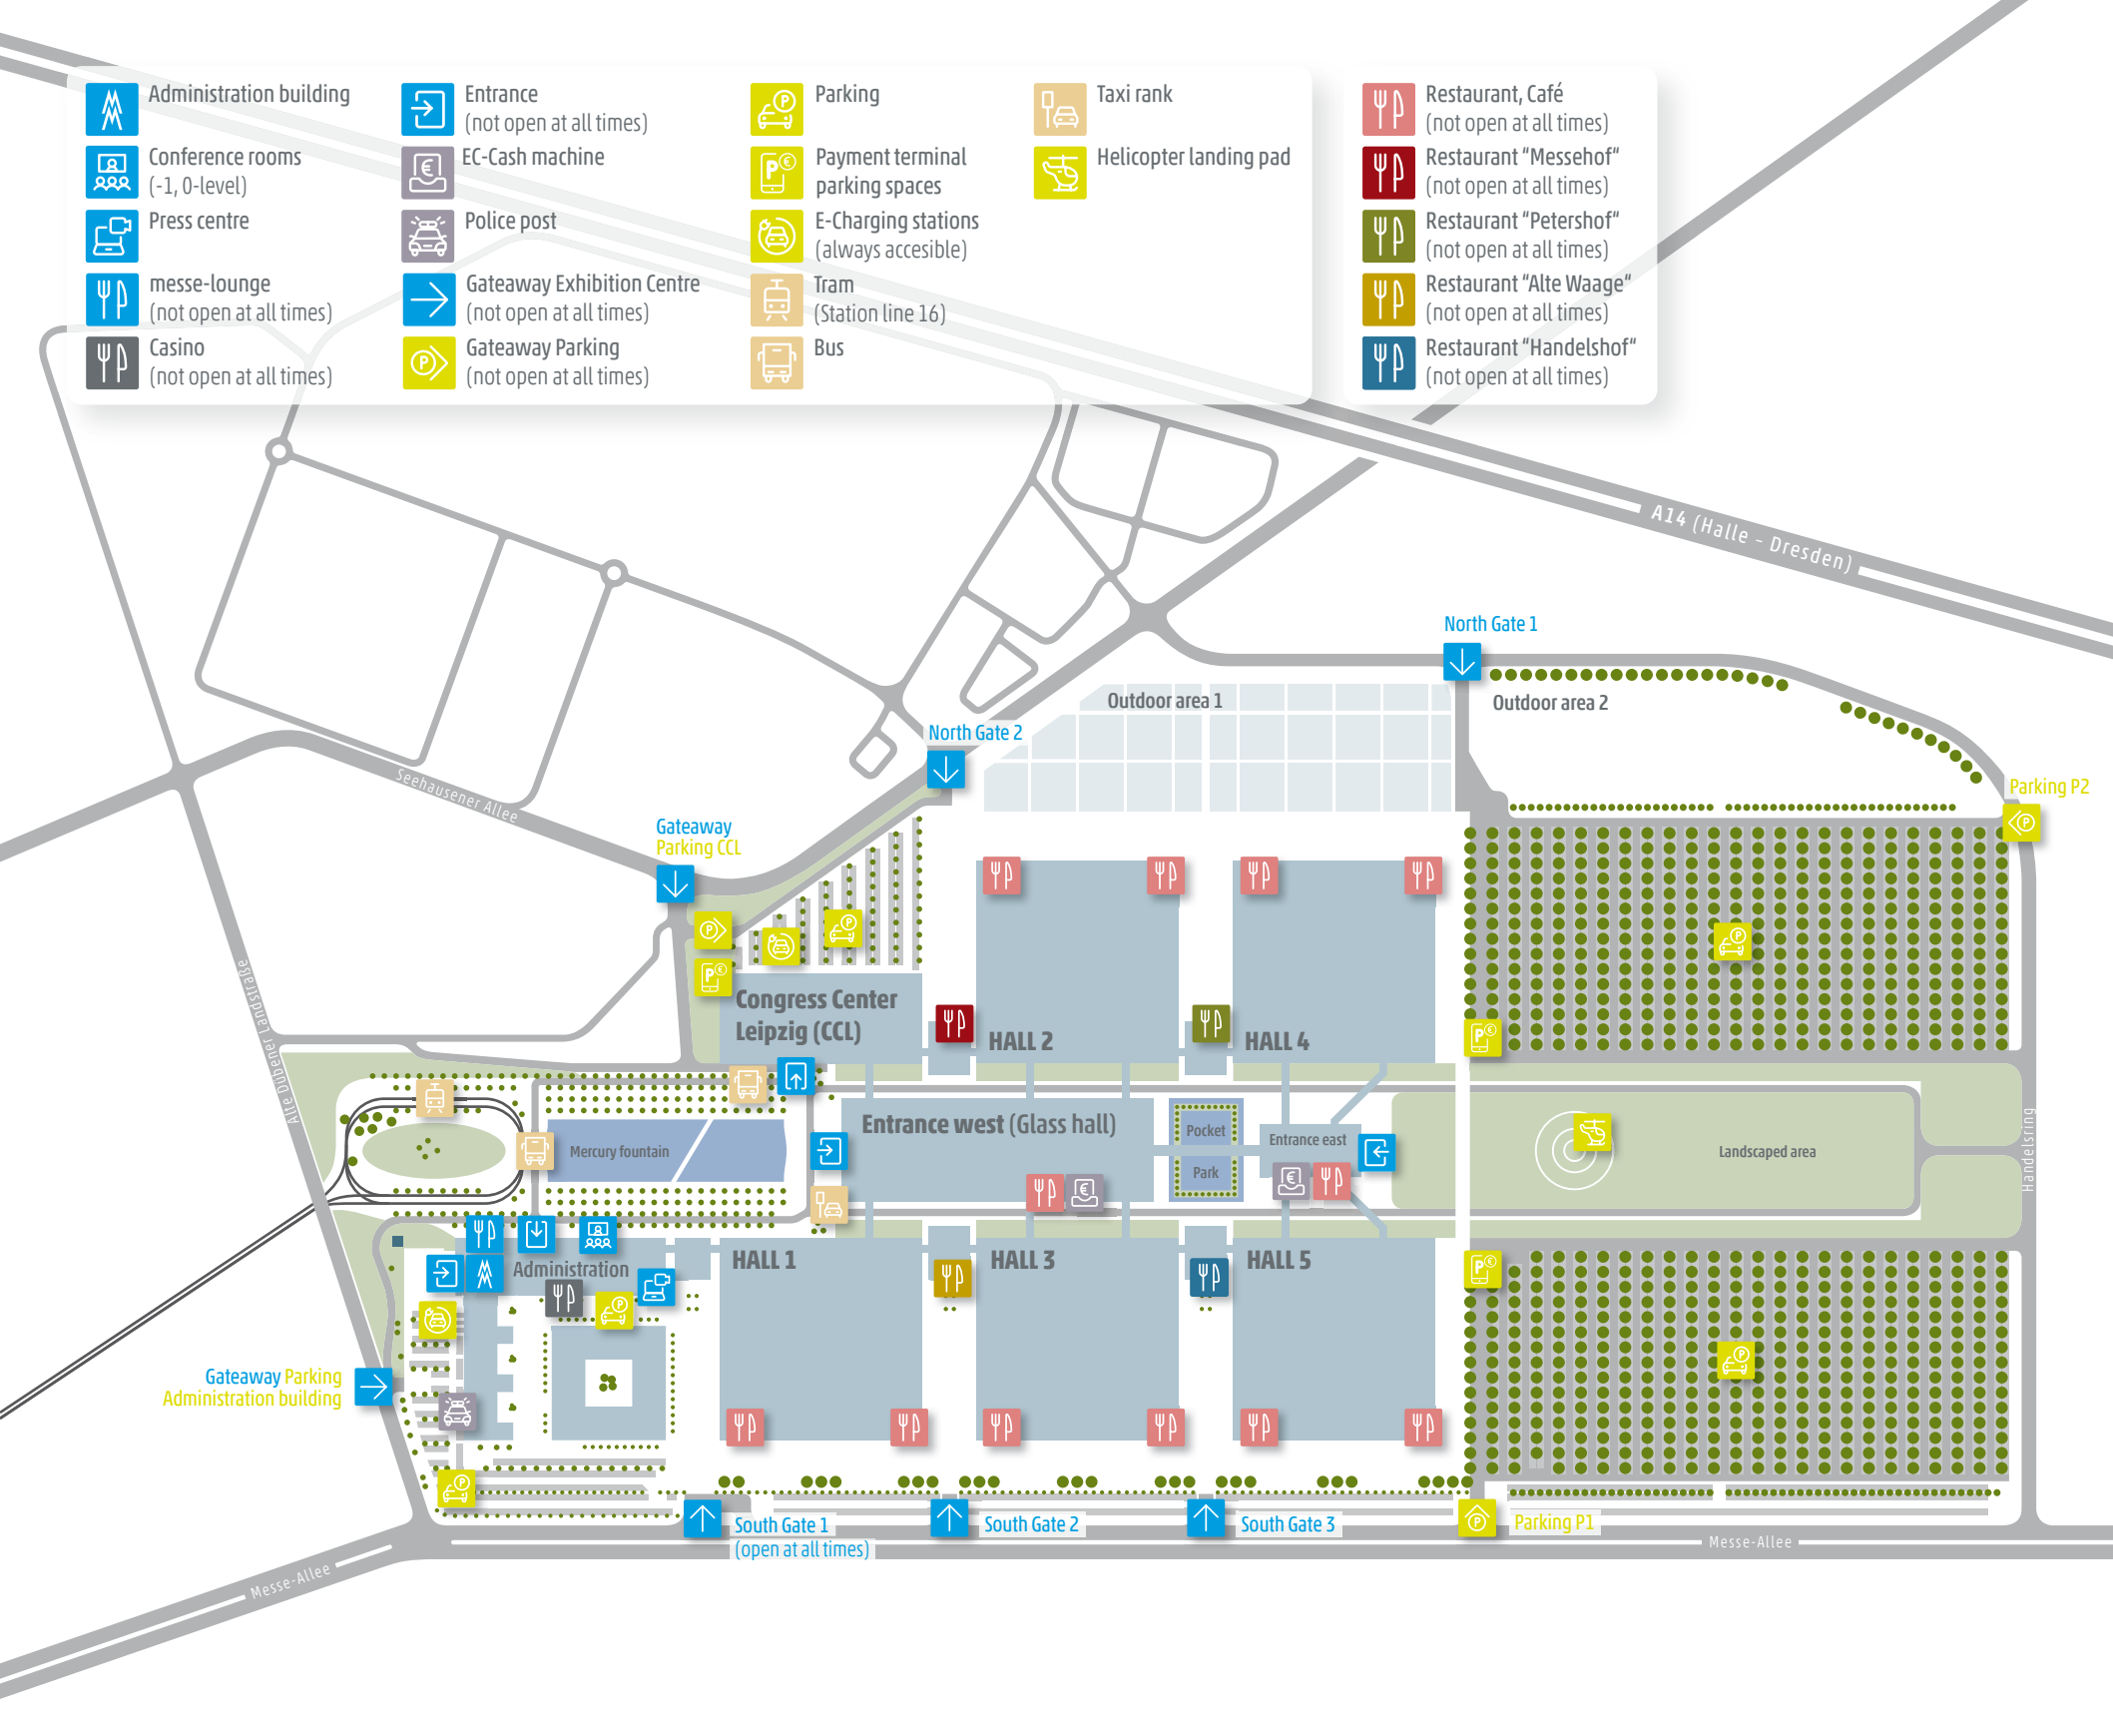 Administration building
Conference rooms
(-1, 0-level)
Press centre
messe-lounge
(not open at all times)
Casino
(not open at all times)
Entrance
(not open at all times)
EC-Cash machine
Police post
Gateaway Exhibition Centre
(not open at all times)
Gateaway Parking
(not open at all times)
Parking
Payment terminal
parking spaces
E-Charging stations
(always accesible)
Tram
(Station line 16)
Bus
Taxi rank
Helicopter landing pad
Restaurant, Café
(not open at all times)
Restaurant “Messehof“
(not open at all times)
Restaurant “Petershof“
(not open at all times)
Restaurant “Alte Waage“
(not open at all times)
Restaurant “Handelshof“
(not open at all times)
A14 (Halle – Dresden)
North Gate 1
Outdoor area 1
Outdoor area 2
North Gate 2
Seehausener Allee
Parking P2
Gateaway
Parking CCL
Alte Dübener Landstraße
Congress Center
Leipzig (CCL)
HALL 2
HALL 4
Entrance west (Glass hall)
Pocket
Park
Entrance east
Mercury fountain
Landscaped area
Handelsring
Administration
HALL 1
HALL 3
HALL 5
Gateaway Parking
Administration building
South Gate 1
(open at all times)
South Gate 2
South Gate 3
Parking P1
Messe-Allee
Messe-Allee